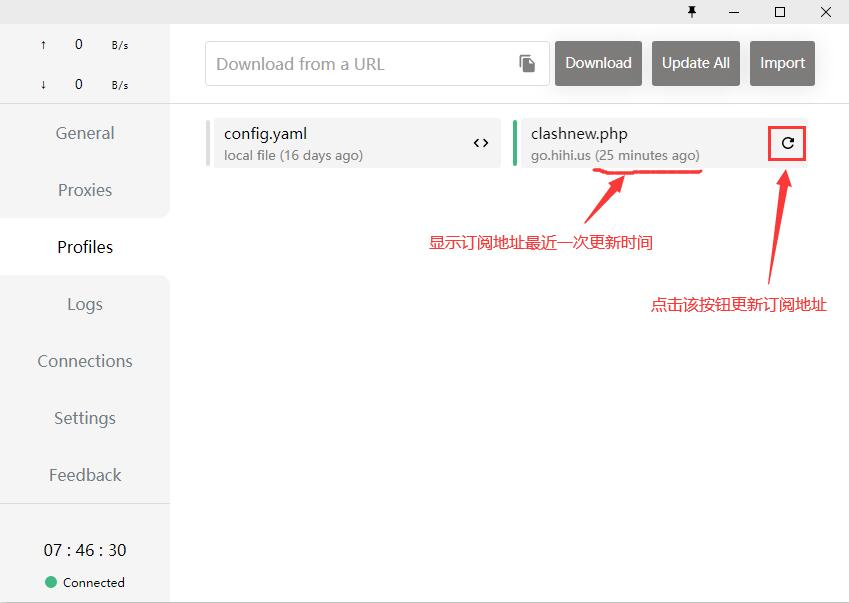 ↑ 0 B/s
↓ 0 B/s
General
Proxies
Profiles
Logs
Connections
Settings
Feedback
07 : 46 : 30
Connected
Download from a URL
Download
Update All
Import
config.yaml
local file (16 days ago)
clashnew.php
go.hihi.us (25 minutes ago)
显示订阅地址最近一次更新时间
点击该按钮更新订阅地址